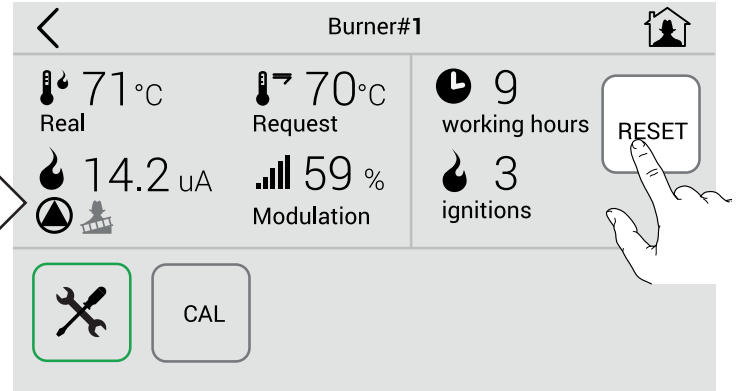 Burner#1
71 °C
Real
70 °C
Request
9
working hours
RESET
14.2 uA
59 %
Modulation
3
ignitions
CAL